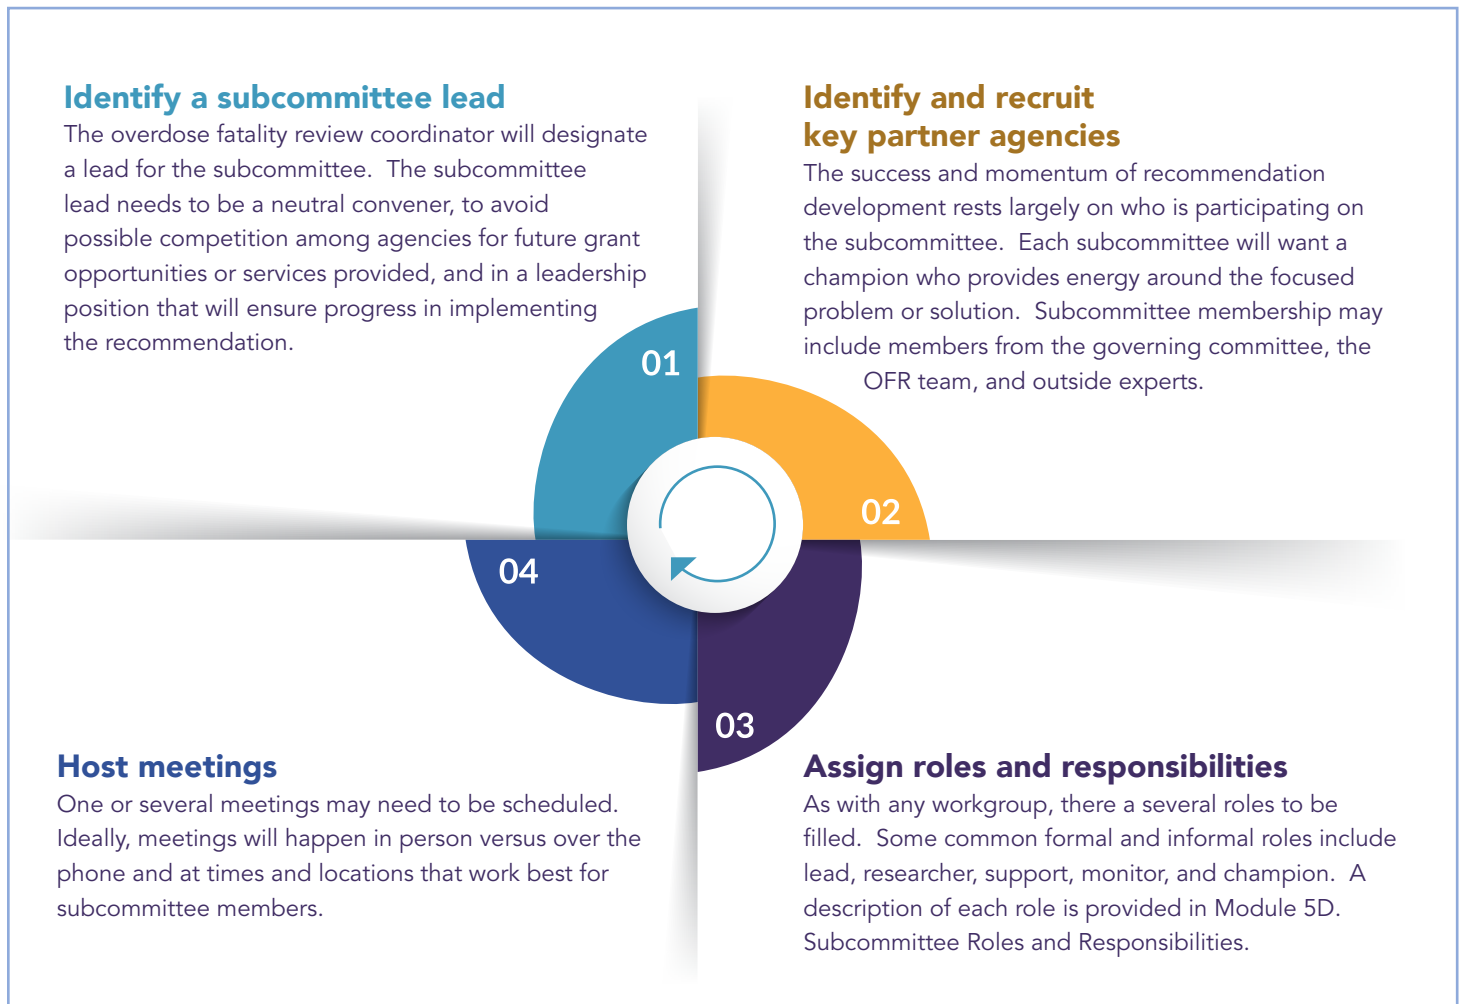 Identify a subcommittee lead
The overdose fatality review coordinator will designate
a lead for the subcommittee.  The subcommittee
lead needs to be a neutral convener, to avoid
possible competition among agencies for future grant
opportunities or services provided, and in a leadership
position that will ensure progress in implementing
the recommendation.
01
Identify and recruit
key partner agencies
The success and momentum of recommendation
development rests largely on who is participating on
the subcommittee.  Each subcommittee will want a
champion who provides energy around the focused
problem or solution.  Subcommittee membership may
include members from the governing committee, the
OFR team, and outside experts.
02
03
Assign roles and responsibilities
As with any workgroup, there a several roles to be
filled.  Some common formal and informal roles include
lead, researcher, support, monitor, and champion.  A
description of each role is provided in Module 5D.
Subcommittee Roles and Responsibilities.
04
Host meetings
One or several meetings may need to be scheduled.
Ideally, meetings will happen in person versus over the
phone and at times and locations that work best for
subcommittee members.